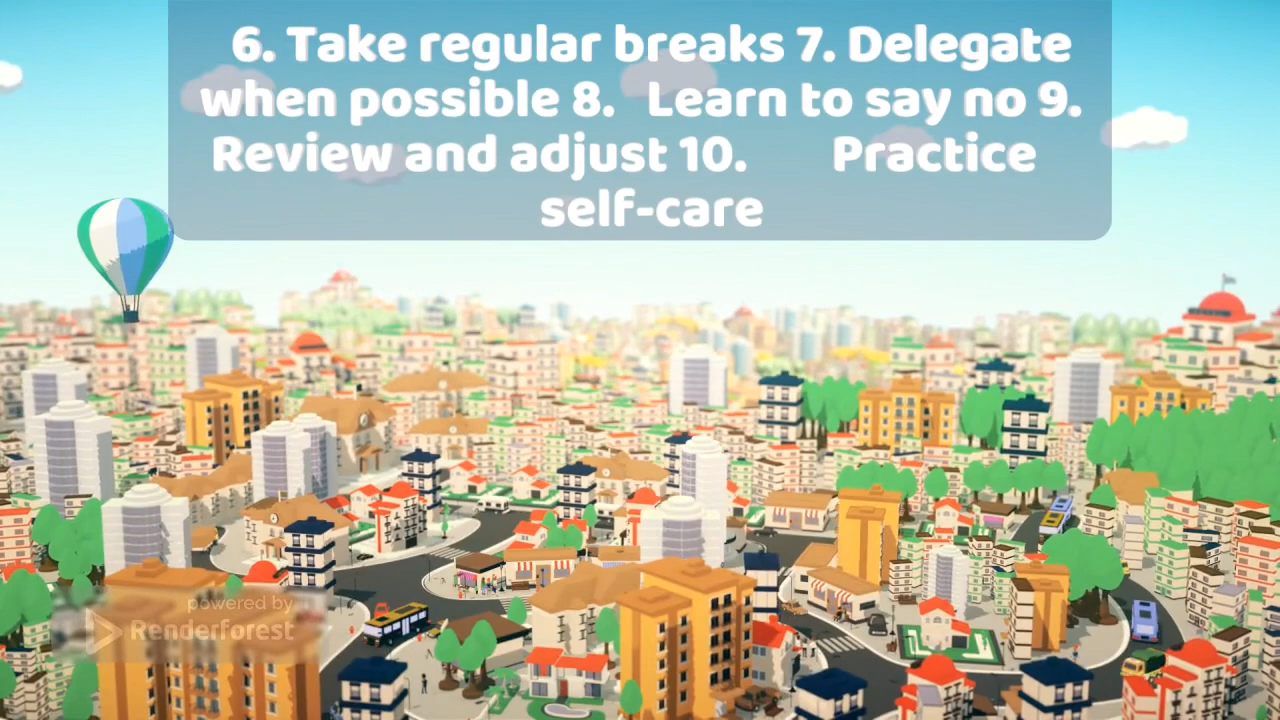 6. Take regular breaks 7. Delegate
when possible 8. Learn to say no 9.
Review and adjust 10. Practice
self-care
powered by
Renderforest